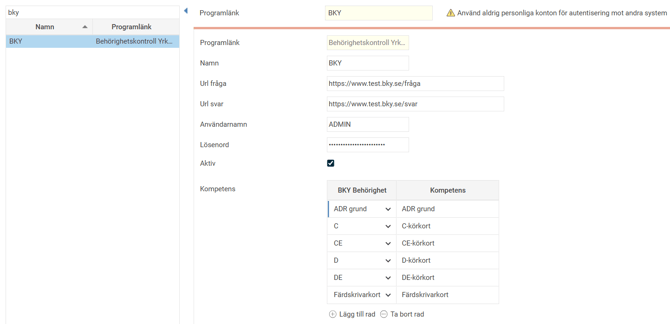 bky
Namn Programlänk
BKY Behörighetskontroll Yrk...
Programlänk BKY Använd aldrig personliga konton för autentisering mot andra system
Programlänk Behörighetskontroll Yrk...
Namn BKY
Url fråga https://www.test.bky.se/fråga
Url svar https://www.test.bky.se/svar
Användarnamn ADMIN
Lösenord ························
Aktiv
Kompetens
BKY Behörighet Kompetens
ADR grund ADR grund
C C-körkort
CE CE-körkort
D D-körkort
DE DE-körkort
Färdskrivarkort Färdskrivarkort
Lägg till rad Ta bort rad